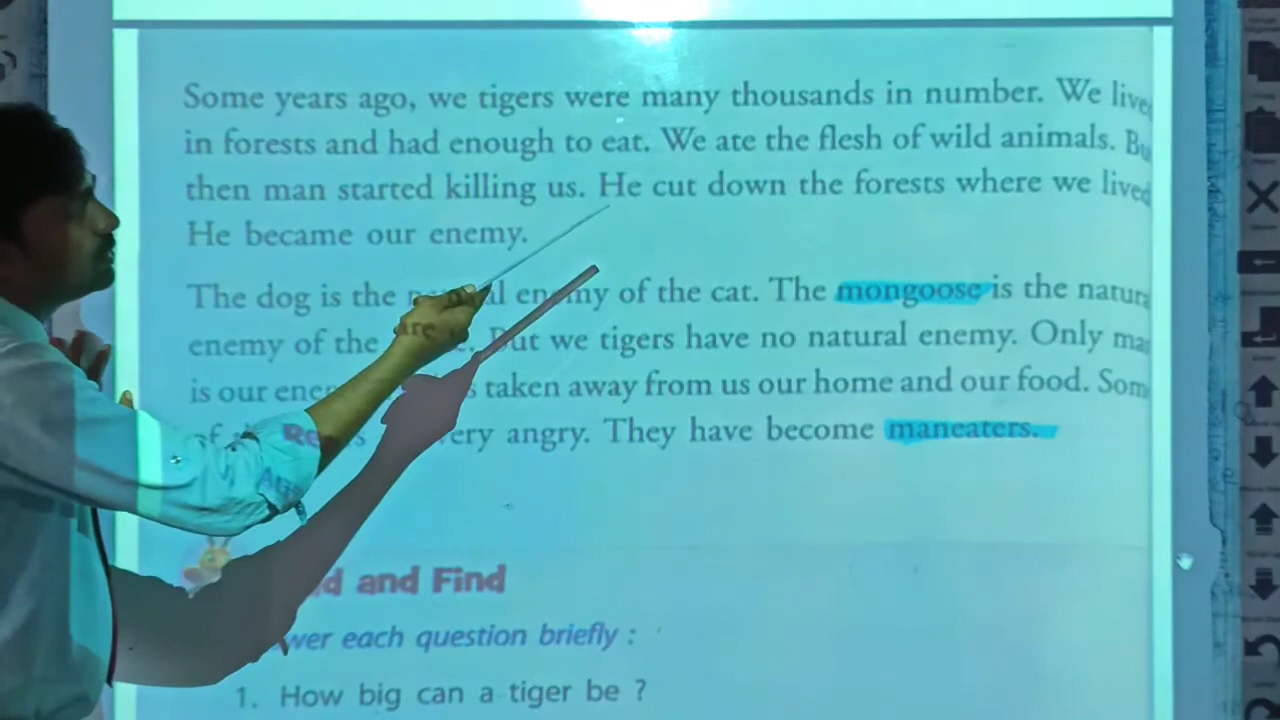 Some years ago, we tigers were many thousands in number. We live
in forests and had enough to eat. We ate the flesh of wild animals. Bu
then man started killing us. He cut down the forests where we lived
He became our enemy.
The dog is the enemy of the cat. The mongoose is the natura
enemy of the But we tigers have no natural enemy. Only ma
is our taken away from us our home and our food. Som
of very angry. They have become maneaters.
and Find
each question briefly :
1. How big can a tiger be ?